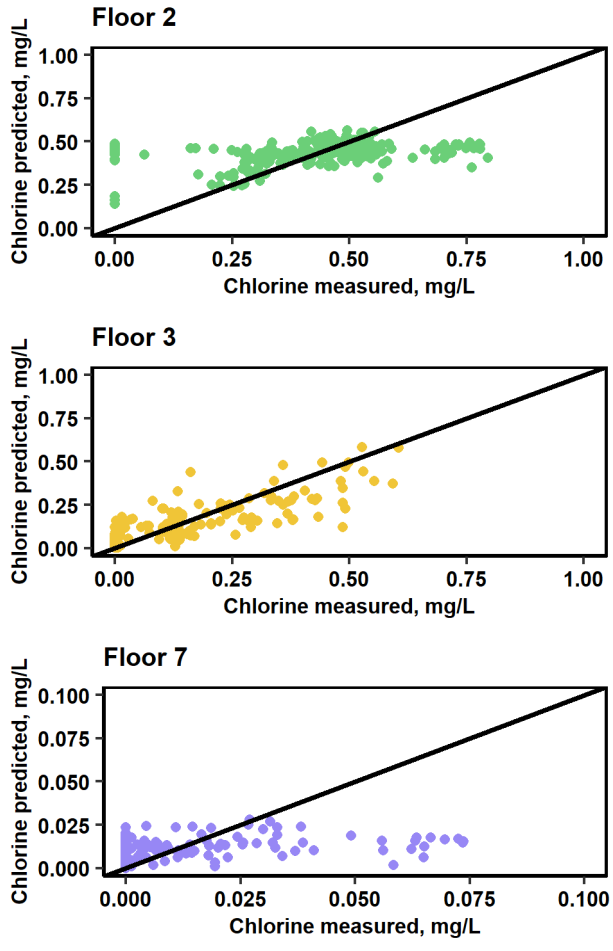 Floor 2
Chlorine predicted, mg/L
1.00
0.75
0.50
0.25
0.00
0.00 0.25 0.50 0.75 1.00
Chlorine measured, mg/L
Floor 3
Chlorine predicted, mg/L
1.00
0.75
0.50
0.25
0.00
0.00 0.25 0.50 0.75 1.00
Chlorine measured, mg/L
Floor 7
Chlorine predicted, mg/L
0.100
0.075
0.050
0.025
0.000
0.000 0.025 0.050 0.075 0.100
Chlorine measured, mg/L